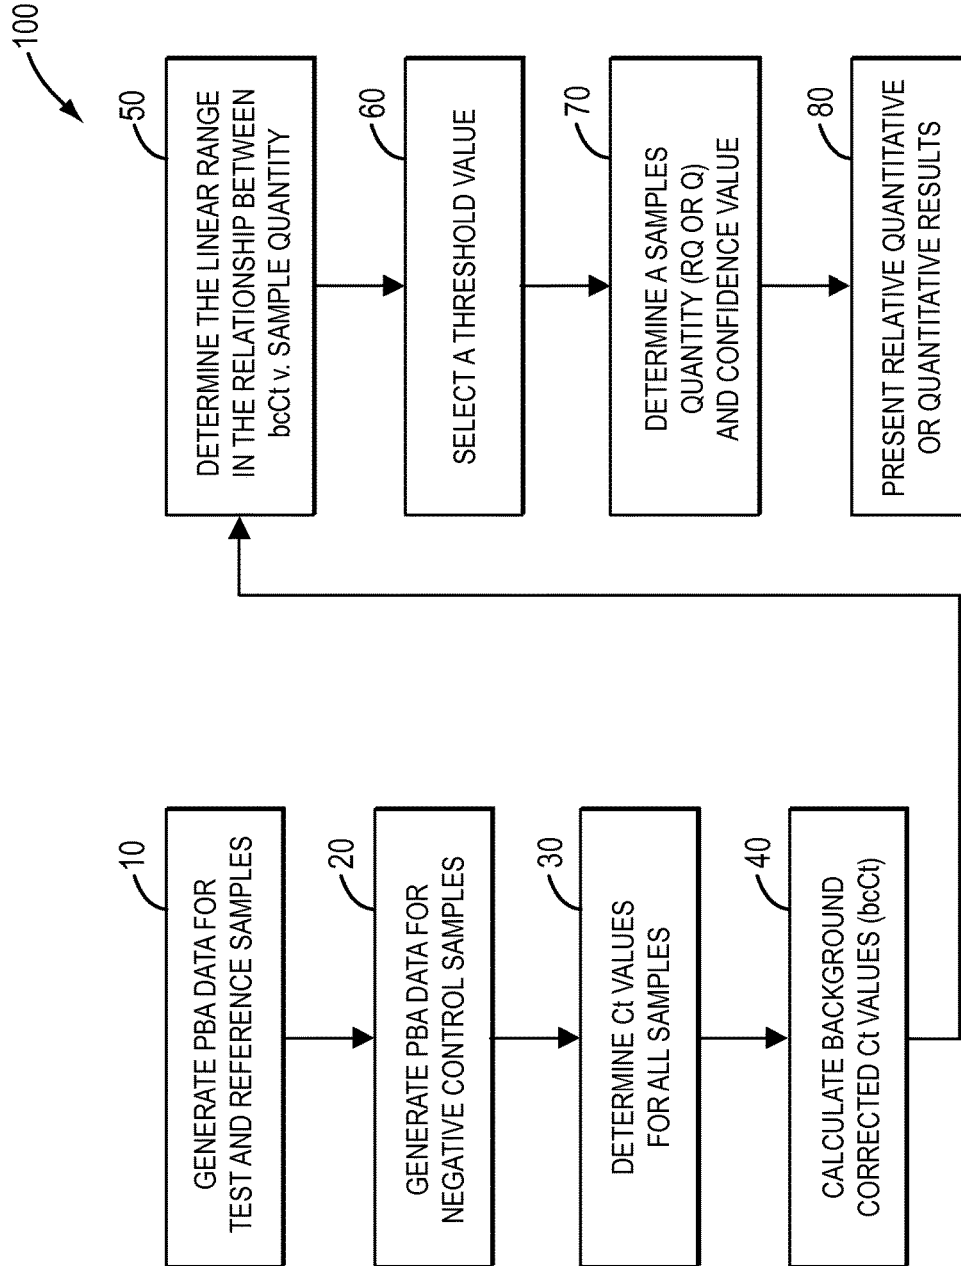 100
10
GENERATE PBA DATA FOR
TEST AND REFERENCE SAMPLES
20
GENERATE PBA DATA FOR
NEGATIVE CONTROL SAMPLES
30
DETERMINE Ct VALUES
FOR ALL SAMPLES
40
CALCULATE BACKGROUND
CORRECTED Ct VALUES (bcCt)
50
DETERMINE THE LINEAR RANGE
IN THE RELATIONSHIP BETWEEN
bcCt v. SAMPLE QUANTITY
60
SELECT A THRESHOLD VALUE
70
DETERMINE A SAMPLES
QUANTITY (RQ OR Q)
AND CONFIDENCE VALUE
80
PRESENT RELATIVE QUANTITATIVE
OR QUANTITATIVE RESULTS